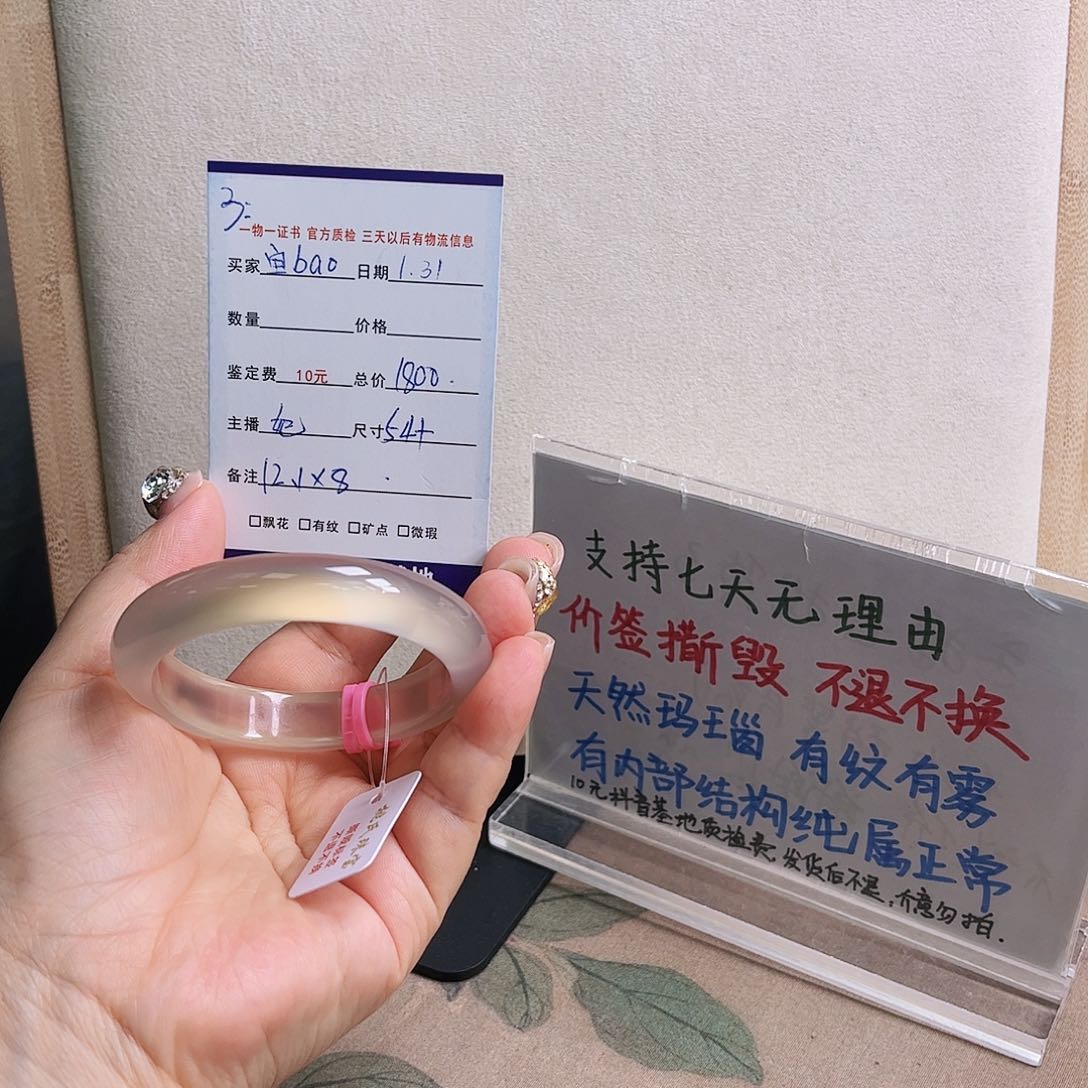 一物一证书 官方质检 三天以后有物流信息
买家 宙bao 日期 1.31
数量 价格
鉴定费 10元 总价 1800.
主播 妃 尺寸 54+
备注 12.1×8
□飘花 □有纹 □矿点 □微瑕
支持七天无理由
价签撕毁 不退不换
天然玛瑙 有纹有雾
有内部结构纯属正常
10元抖音基地质检费,发货后不退,介意勿拍.